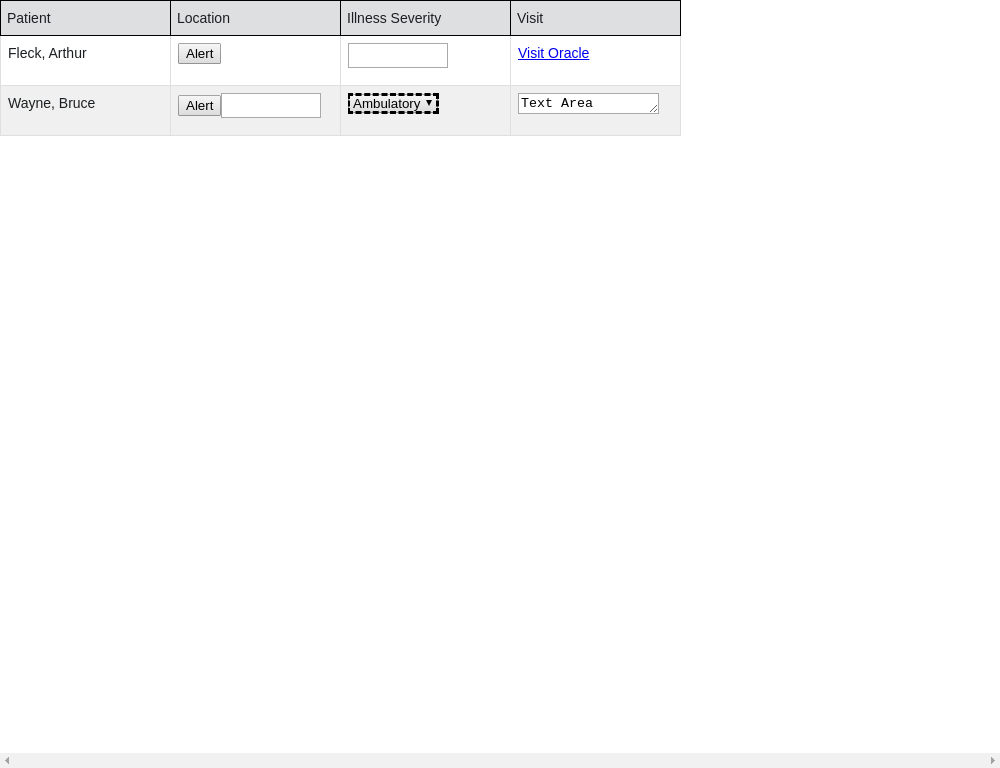 Patient Location Illness Severity Visit
Fleck, Arthur Alert Visit Oracle
Wayne, Bruce Alert Ambulatory Text Area